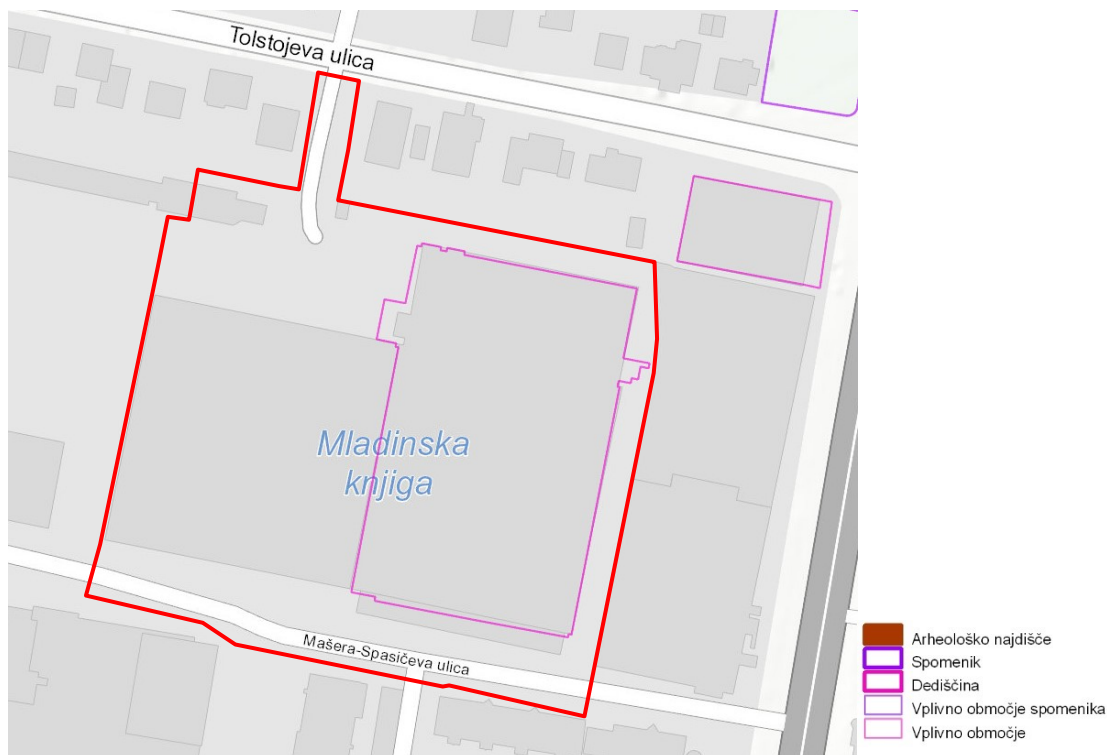 Tolstojeva ulica
Mladinska
knjiga
Mašera-Spasičeva ulica
Arheološko najdišče
Spomenik
Dediščina
Vplivno območje spomenika
Vplivno območje